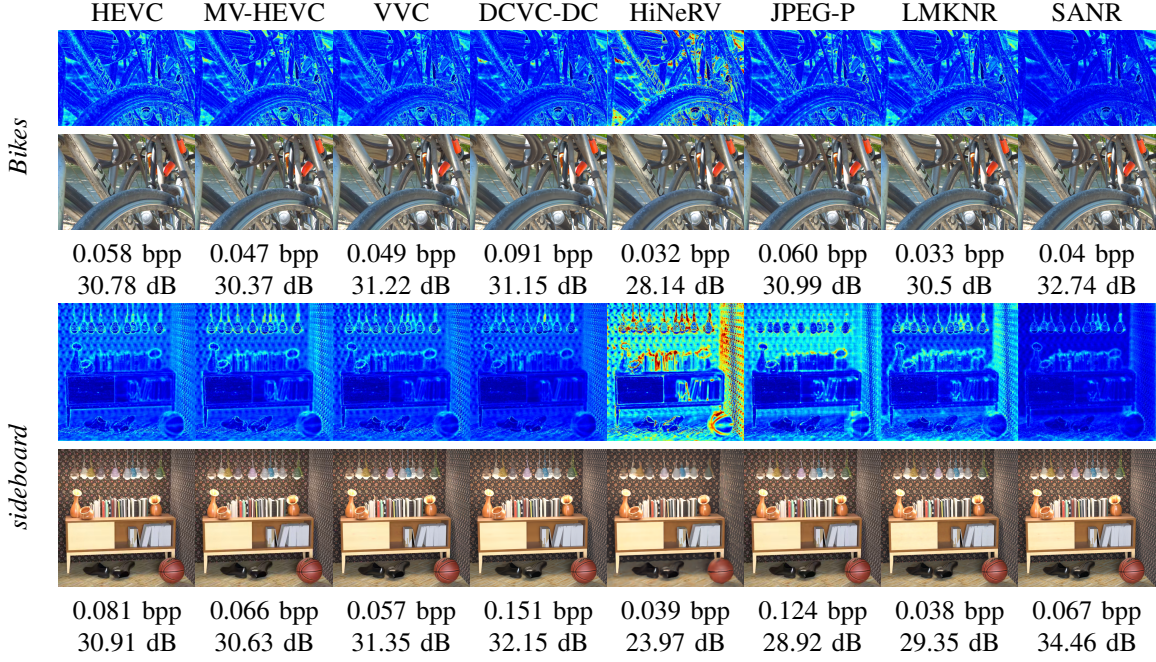 HEVC MV-HEVC VVC DCVC-DC HiNeRV JPEG-P LMKNR SANR
Bikes
0.058 bpp 0.047 bpp 0.049 bpp 0.091 bpp 0.032 bpp 0.060 bpp 0.033 bpp 0.04 bpp
30.78 dB 30.37 dB 31.22 dB 31.15 dB 28.14 dB 30.99 dB 30.5 dB 32.74 dB
sideboard
0.081 bpp 0.066 bpp 0.057 bpp 0.151 bpp 0.039 bpp 0.124 bpp 0.038 bpp 0.067 bpp
30.91 dB 30.63 dB 31.35 dB 32.15 dB 23.97 dB 28.92 dB 29.35 dB 34.46 dB